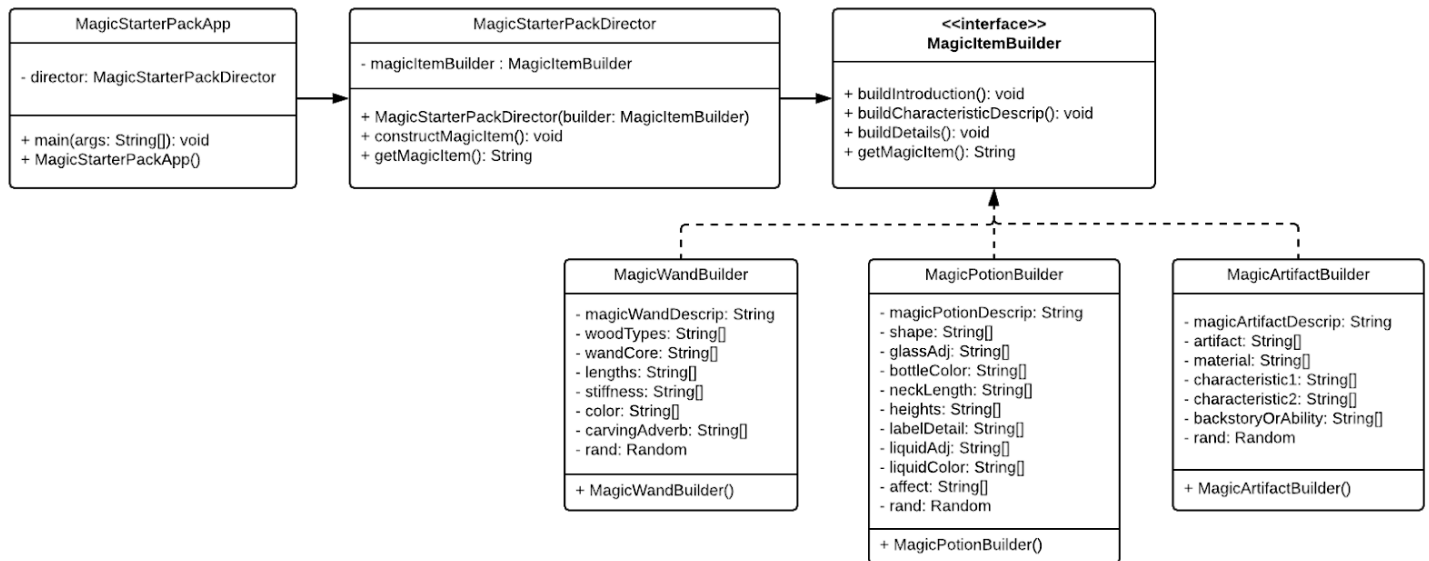 MagicStarterPackApp
- director: MagicStarterPackDirector
+ main(args: String[]): void
+ MagicStarterPackApp()
MagicStarterPackDirector
- magicItemBuilder : MagicItemBuilder
+ MagicStarterPackDirector(builder: MagicItemBuilder)
+ constructMagicItem(): void
+ getMagicItem(): String
<<interface>>
MagicItemBuilder
+ buildIntroduction(): void
+ buildCharacteristicDescrip(): void
+ buildDetails(): void
+ getMagicItem(): String
MagicWandBuilder
- magicWandDescrip: String
- woodTypes: String[]
- wandCore: String[]
- lengths: String[]
- stiffness: String[]
- color: String[]
- carvingAdverb: String[]
- rand: Random
+ MagicWandBuilder()
MagicPotionBuilder
- magicPotionDescrip: String
- shape: String[]
- glassAdj: String[]
- bottleColor: String[]
- neckLength: String[]
- heights: String[]
- labelDetail: String[]
- liquidAdj: String[]
- liquidColor: String[]
- affect: String[]
- rand: Random
+ MagicPotionBuilder()
MagicArtifactBuilder
- magicArtifactDescrip: String
- artifact: String[]
- material: String[]
- characteristic1: String[]
- characteristic2: String[]
- backstoryOrAbility: String[]
- rand: Random
+ MagicArtifactBuilder()